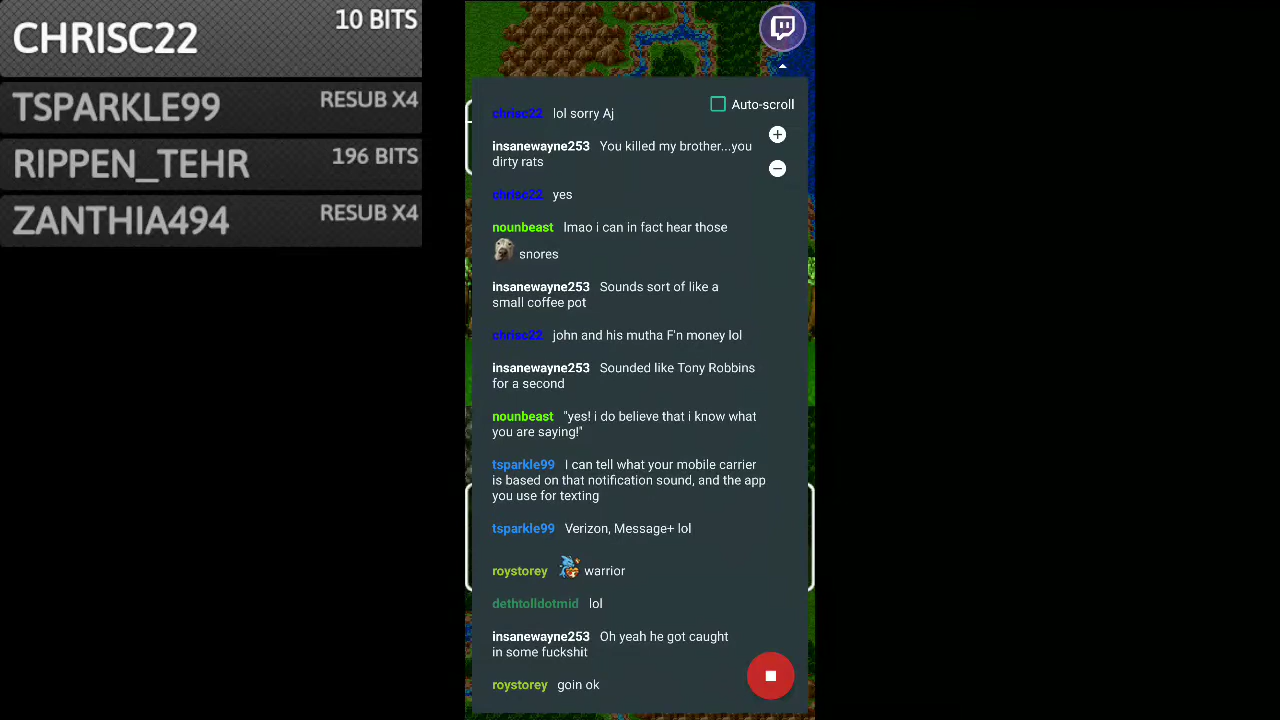 CHRISC22 10 BITS
TSPARKLE99 RESUB X4
RIPPEN_TEHR 196 BITS
ZANTHIA494 RESUB X4
Auto-scroll
chrisc22 lol sorry Aj
insanewayne253 You killed my brother...you
dirty rats
chrisc22 yes
nounbeast lmao i can in fact hear those
snores
insanewayne253 Sounds sort of like a
small coffee pot
chrisc22 john and his mutha F'n money lol
insanewayne253 Sounded like Tony Robbins
for a second
nounbeast "yes! i do believe that i know what
you are saying!"
tsparkle99 I can tell what your mobile carrier
is based on that notification sound, and the app
you use for texting
tsparkle99 Verizon, Message+ lol
roystorey warrior
dethtolldotmid lol
insanewayne253 Oh yeah he got caught
in some fuckshit
roystorey goin ok